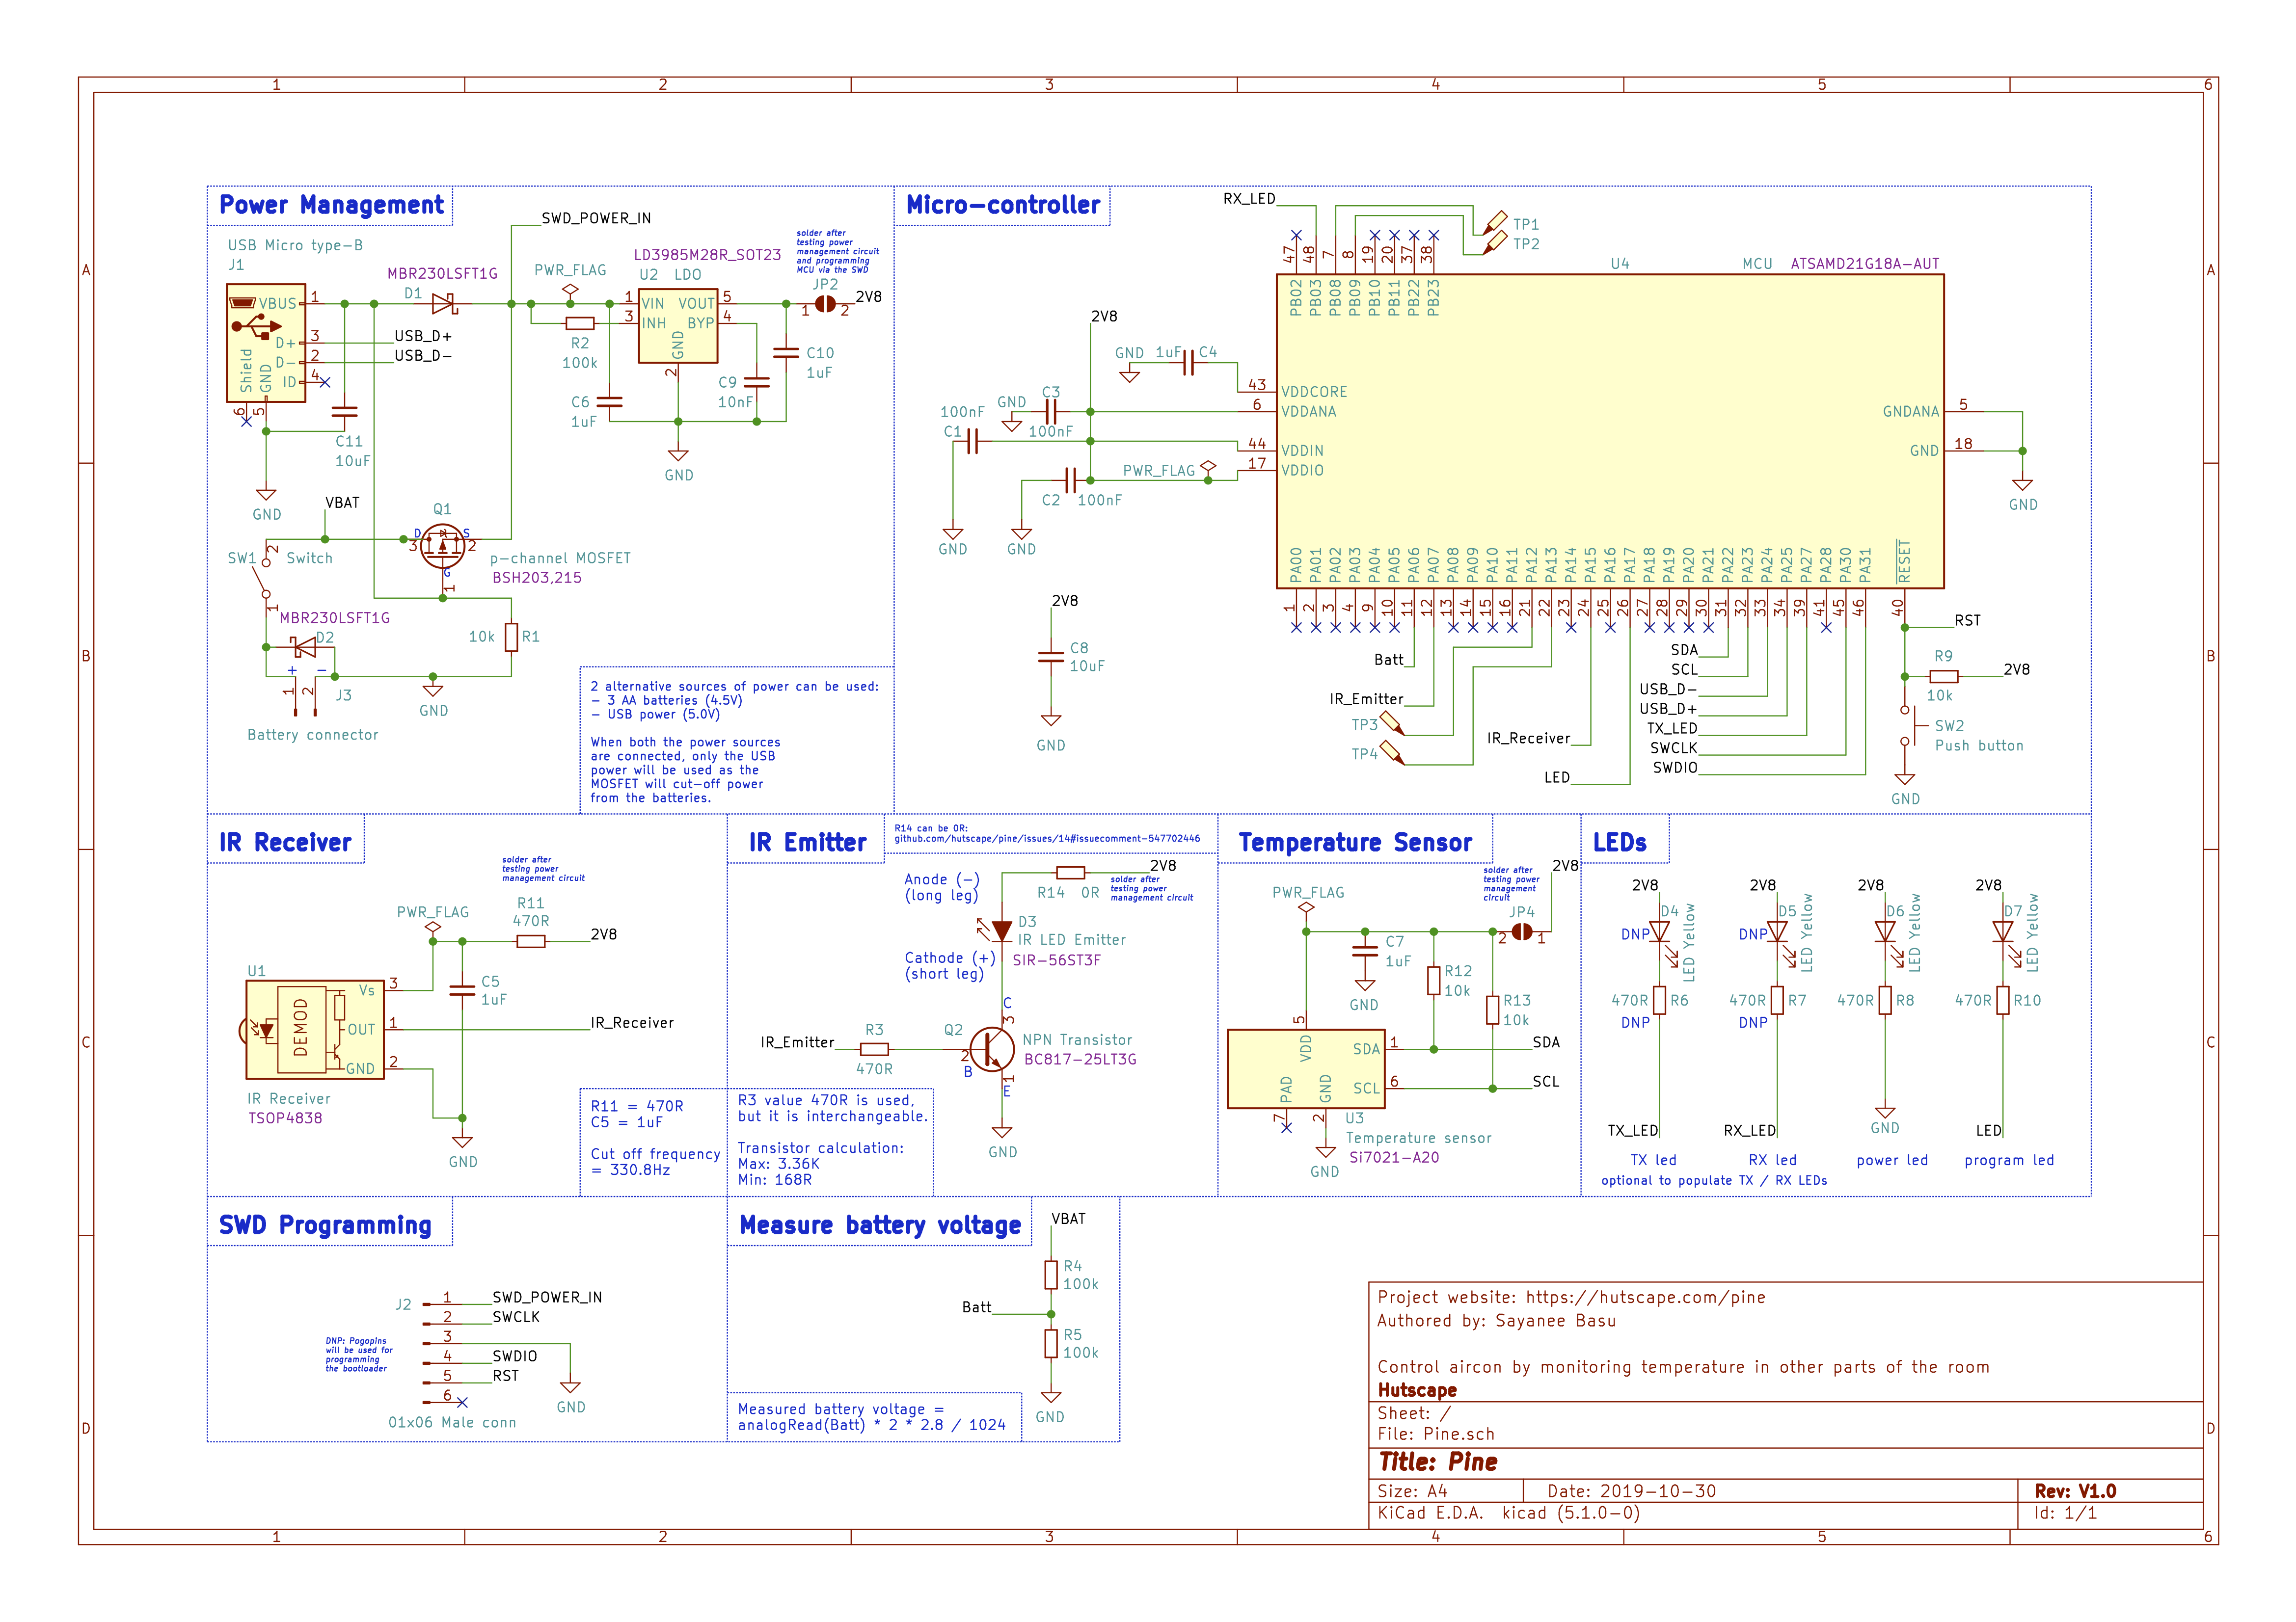 1 2 3 4 5 6
A
B
C
D
Power Management
USB Micro type-B
J1
VBUS 1
D+ 3
D- 2
ID 4
Shield
GND
6 5
USB_D+
USB_D-
MBR230LSFT1G
D1
C11
10uF
GND
SWD_POWER_IN
PWR_FLAG
R2
100k
LD3985M28R_SOT23
U2 LDO
1 VIN VOUT 5
3 INH BYP 4
GND
2
C6
1uF
C9
10nF
C10
1uF
GND
solder after
testing power
management circuit
and programming
MCU via the SWD
JP2
1 2
2V8
VBAT
SW1 Switch
2
1
Q1
D S
3 2
G
1
p-channel MOSFET
BSH203,215
MBR230LSFT1G
D2
+ -
1 2
J3
Battery connector
10k R1
GND
2 alternative sources of power can be used:
- 3 AA batteries (4.5V)
- USB power (5.0V)
When both the power sources
are connected, only the USB
power will be used as the
MOSFET will cut-off power
from the batteries.
Micro-controller
RX_LED
TP1
TP2
U4 MCU ATSAMD21G18A-AUT
47 48 7 8 19 20 37 38
PB02 PB03 PB08 PB09 PB10 PB11 PB22 PB23
2V8
GND 1uF C4
43 VDDCORE
6 VDDANA
44 VDDIN
17 VDDIO
GND C3
100nF
100nF
C1
PWR_FLAG
C2 100nF
GND
GND
GNDANA 5
GND 18
GND
PA00 PA01 PA02 PA03 PA04 PA05 PA06 PA07 PA08 PA09 PA10 PA11 PA12 PA13 PA14 PA15 PA16 PA17 PA18 PA19 PA20 PA21 PA22 PA23 PA24 PA25 PA27 PA28 PA30 PA31 RESET
1 2 3 4 9 10 11 12 13 14 15 16 21 22 23 24 25 26 27 28 29 30 31 32 33 34 39 41 45 46 40
2V8
C8
10uF
GND
Batt
IR_Emitter
TP3
TP4
IR_Receiver
LED
SDA
SCL
USB_D-
USB_D+
TX_LED
SWCLK
SWDIO
RST
R9
10k
2V8
SW2
Push button
GND
IR Receiver
solder after
testing power
management circuit
PWR_FLAG
R11
470R
2V8
U1
Vs 3
OUT 1
GND 2
DEMOD
C5
1uF
IR_Receiver
IR Receiver
TSOP4838
GND
R11 = 470R
C5 = 1uF
Cut off frequency
= 330.8Hz
IR Emitter
R14 can be 0R:
github.com/hutscape/pine/issues/14#issuecomment-547702446
2V8
R14 0R
solder after
testing power
management circuit
Anode (-)
(long leg)
D3
IR LED Emitter
SIR-56ST3F
Cathode (+)
(short leg)
IR_Emitter
R3
470R
Q2
C
3
2
B
1
E
NPN Transistor
BC817-25LT3G
GND
R3 value 470R is used,
but it is interchangeable.
Transistor calculation:
Max: 3.36K
Min: 168R
Temperature Sensor
solder after
testing power
management
circuit
2V8
PWR_FLAG
JP4
2 1
C7
1uF
GND
R12
10k
R13
10k
5
VDD
SDA 1
SCL 6
PAD
GND
7 2
SDA
SCL
U3
Temperature sensor
Si7021-A20
GND
LEDs
2V8 2V8 2V8 2V8
D4 D5 D6 D7
LED Yellow LED Yellow LED Yellow LED Yellow
DNP DNP
470R R6 470R R7 470R R8 470R R10
DNP DNP
TX_LED RX_LED GND LED
TX led RX led power led program led
optional to populate TX / RX LEDs
SWD Programming
J2
1 SWD_POWER_IN
2 SWCLK
3
4 SWDIO
5 RST
6
GND
DNP: Pogopins
will be used for
programming
the bootloader
01x06 Male conn
Measure battery voltage
VBAT
R4
100k
Batt
R5
100k
GND
Measured battery voltage =
analogRead(Batt) * 2 * 2.8 / 1024
Project website: https://hutscape.com/pine
Authored by: Sayanee Basu
Control aircon by monitoring temperature in other parts of the room
Hutscape
Sheet: /
File: Pine.sch
Title: Pine
Size: A4 Date: 2019-10-30 Rev: V1.0
KiCad E.D.A. kicad (5.1.0-0) Id: 1/1
A
B
C
D
1 2 3 4 5 6